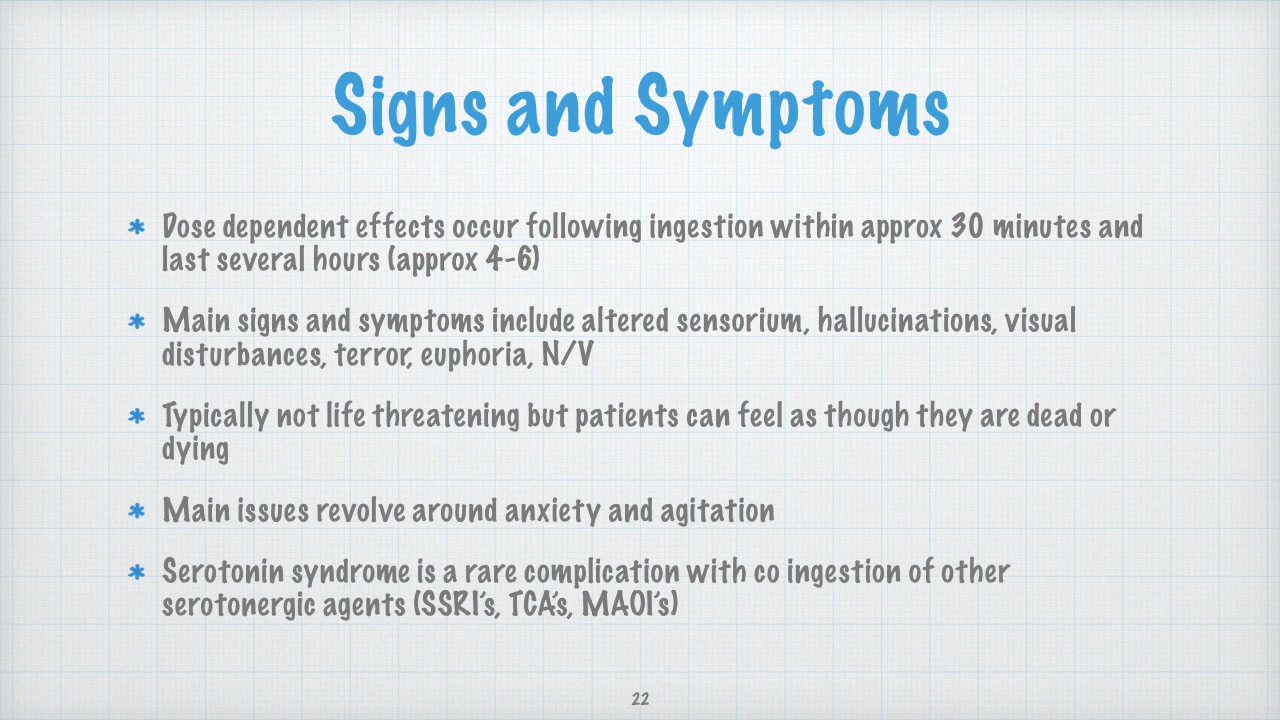 Signs and Symptoms
Dose dependent effects occur following ingestion within approx 30 minutes and
last several hours (approx 4-6)
Main signs and symptoms include altered sensorium, hallucinations, visual
disturbances, terror, euphoria, N/V
Typically not life threatening but patients can feel as though they are dead or
dying
Main issues revolve around anxiety and agitation
Serotonin syndrome is a rare complication with co ingestion of other
serotonergic agents (SSRI's, TCA's, MAOI's)
22